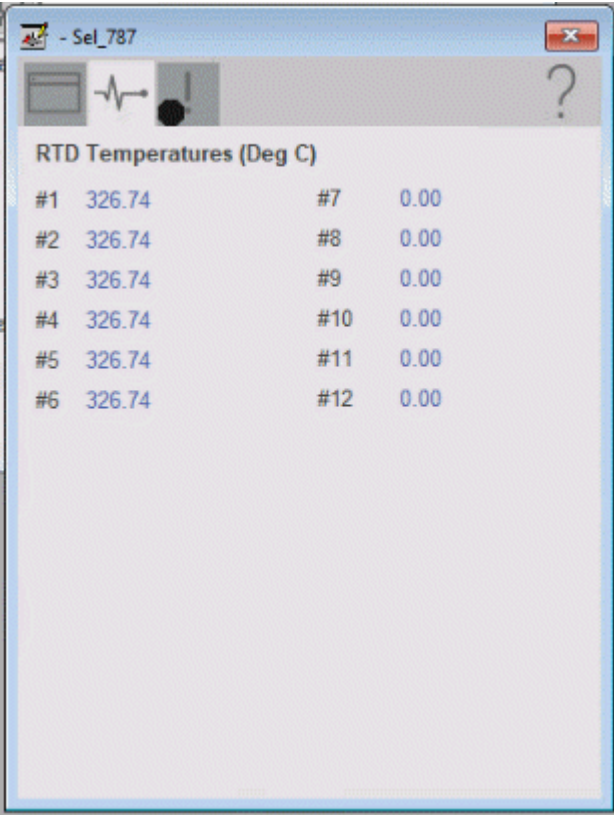 - Sel_787
RTD Temperatures (Deg C)
#1 326.74 #7 0.00
#2 326.74 #8 0.00
#3 326.74 #9 0.00
#4 326.74 #10 0.00
#5 326.74 #11 0.00
#6 326.74 #12 0.00